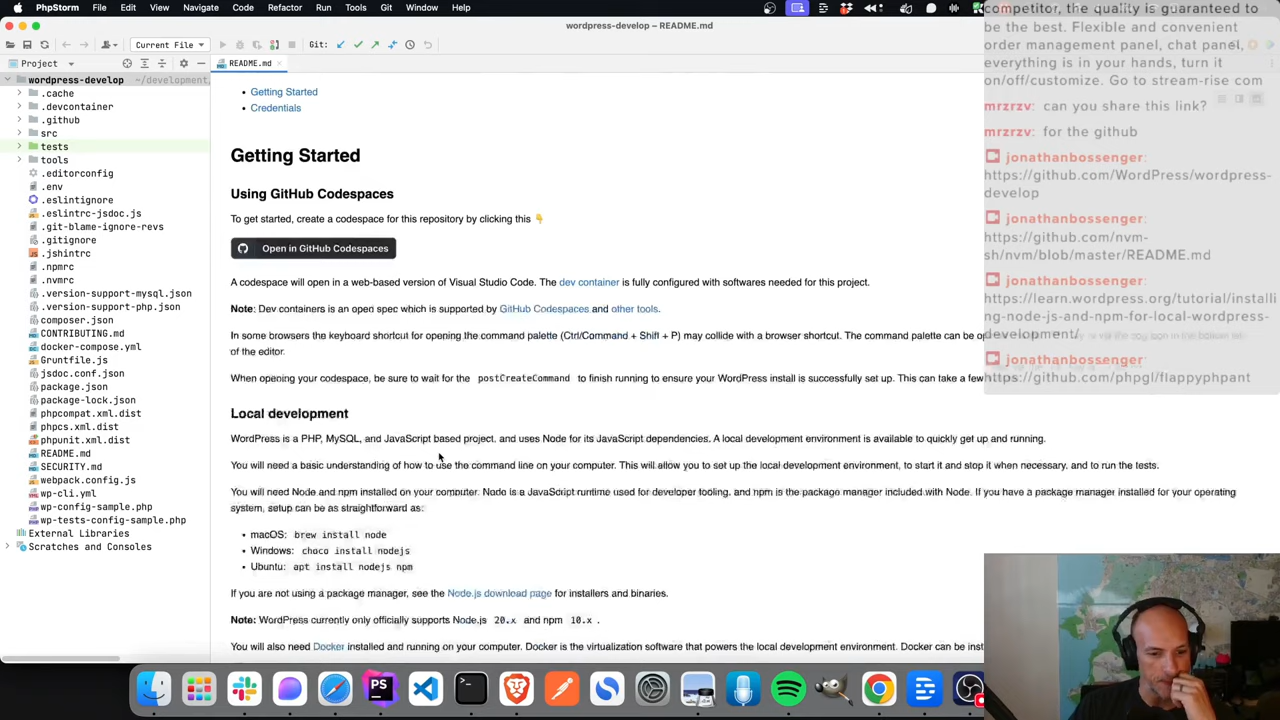 PhpStorm File Edit View Navigate Code Refactor Run Tools Git Window Help
wordpress-develop – README.md
Current File Git:
Project README.md
wordpress-develop ~/development/
.cache
.devcontainer
.github
src
tests
tools
.editorconfig
.env
.eslintignore
.eslintrc-jsdoc.js
.git-blame-ignore-revs
.gitignore
.jshintrc
.npmrc
.nvmrc
.version-support-mysql.json
.version-support-php.json
composer.json
CONTRIBUTING.md
docker-compose.yml
Gruntfile.js
jsdoc.conf.json
package.json
package-lock.json
phpcompat.xml.dist
phpcs.xml.dist
phpunit.xml.dist
README.md
SECURITY.md
webpack.config.js
wp-cli.yml
wp-config-sample.php
wp-tests-config-sample.php
External Libraries
Scratches and Consoles
Getting Started
Credentials
Getting Started
Using GitHub Codespaces
To get started, create a codespace for this repository by clicking this 👇
Open in GitHub Codespaces
A codespace will open in a web-based version of Visual Studio Code. The dev container is fully configured with softwares needed for this project.
Note: Dev containers is an open spec which is supported by GitHub Codespaces and other tools.
In some browsers the keyboard shortcut for opening the command palette (Ctrl/Command + Shift + P) may collide with a browser shortcut. The command palette can be op
of the editor.
When opening your codespace, be sure to wait for the postCreateCommand to finish running to ensure your WordPress install is successfully set up. This can take a few
Local development
WordPress is a PHP, MySQL, and JavaScript based project, and uses Node for its JavaScript dependencies. A local development environment is available to quickly get up and running.
You will need a basic understanding of how to use the command line on your computer. This will allow you to set up the local development environment, to start it and stop it when necessary, and to run the tests.
You will need Node and npm installed on your computer. Node is a JavaScript runtime used for developer tooling, and npm is the package manager included with Node. If you have a package manager installed for your operating
system, setup can be as straightforward as:
macOS: brew install node
Windows: choco install nodejs
Ubuntu: apt install nodejs npm
If you are not using a package manager, see the Node.js download page for installers and binaries.
Note: WordPress currently only officially supports Node.js 20.x and npm 10.x .
You will also need Docker installed and running on your computer. Docker is the virtualization software that powers the local development environment. Docker can be inst
competitor, the quality is guaranteed to
be the best. Flexible and convenient
order management panel, chat panel,
everything is in your hands, turn it
on/off/customize. Go to stream-rise com
mrzrzv: can you share this link?
mrzrzv: for the github
jonathanbossenger:
https://github.com/WordPress/wordpress-
develop
jonathanbossenger:
https://github.com/nvm-
sh/nvm/blob/master/README.md
jonathanbossenger:
https://learn.wordpress.org/tutorial/installi
ng-node-js-and-npm-for-local-wordpress-
development/
jonathanbossenger:
https://github.com/phpgl/flappyphpant
PS